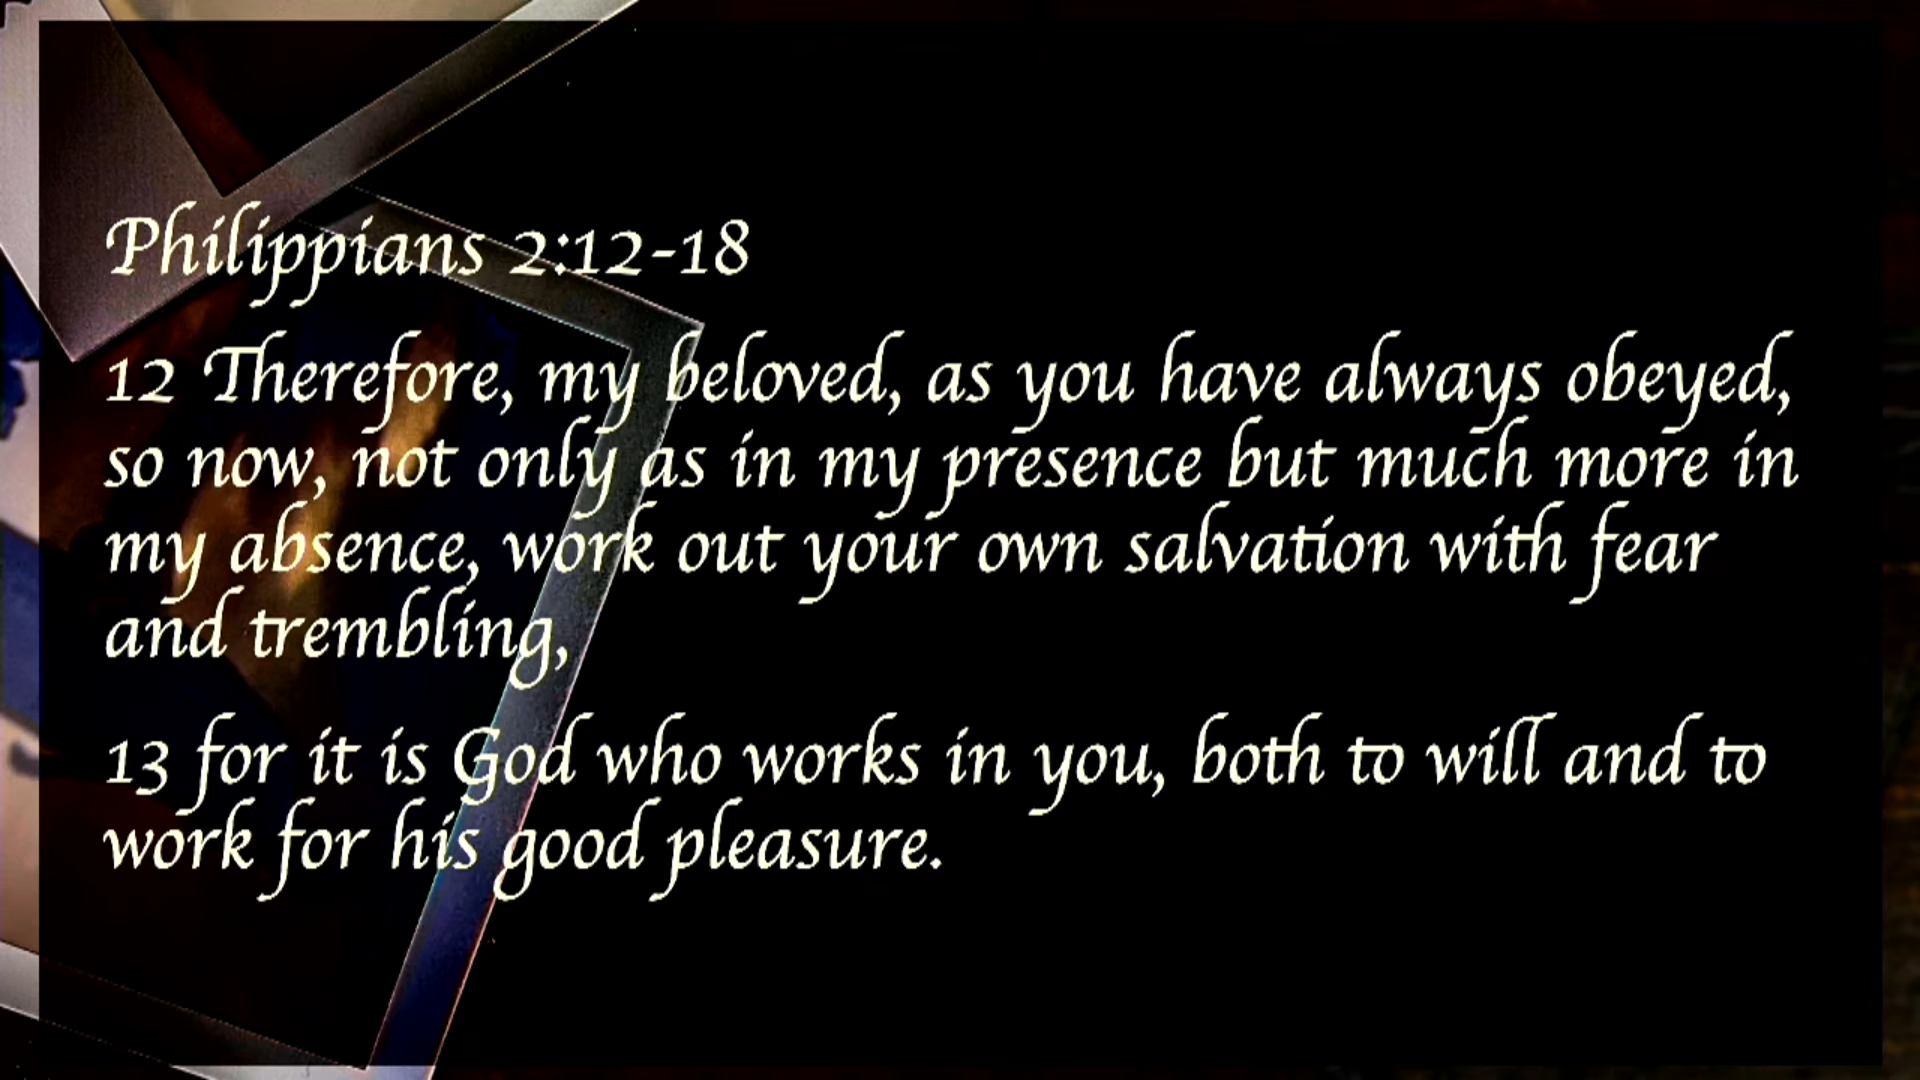 Philippians 2:12-18
12 Therefore, my beloved, as you have always obeyed,
so now, not only as in my presence but much more in
my absence, work out your own salvation with fear
and trembling,
13 for it is God who works in you, both to will and to
work for his good pleasure.